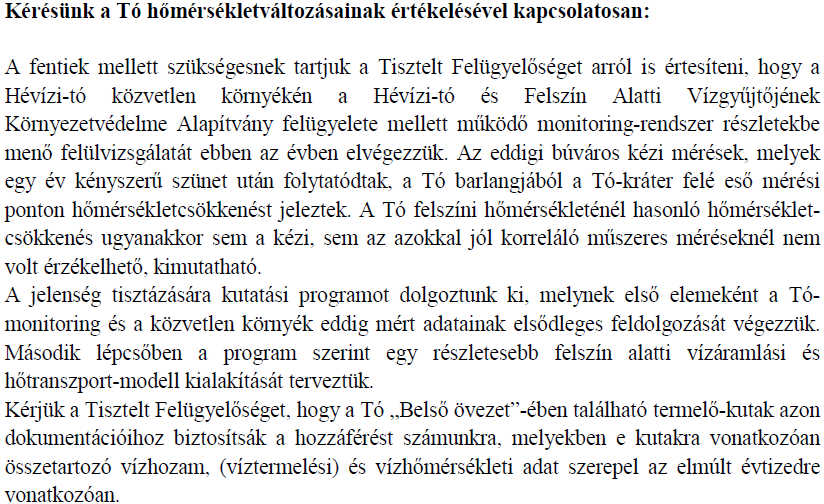 Kérésünk a Tó hőmérsékletváltozásainak értékelésével kapcsolatosan:
A fentiek mellett szükségesnek tartjuk a Tisztelt Felügyelőséget arról is értesíteni, hogy a
Hévízi-tó közvetlen környékén a Hévízi-tó és Felszín Alatti Vízgyűjtőjének
Környezetvédelme Alapítvány felügyelete mellett működő monitoring-rendszer részletekbe
menő felülvizsgálatát ebben az évben elvégezzük. Az eddigi búváros kézi mérések, melyek
egy év kényszerű szünet után folytatódtak, a Tó barlangjából a Tó-kráter felé eső mérési
ponton hőmérsékletcsökkenést jeleztek. A Tó felszíni hőmérsékleténél hasonló hőmérséklet-
csökkenés ugyanakkor sem a kézi, sem az azokkal jól korreláló műszeres méréseknél nem
volt érzékelhető, kimutatható.
A jelenség tisztázására kutatási programot dolgoztunk ki, melynek első elemeként a Tó-
monitoring és a közvetlen környék eddig mért adatainak elsődleges feldolgozását végezzük.
Második lépcsőben a program szerint egy részletesebb felszín alatti vízáramlási és
hőtranszport-modell kialakítását terveztük.
Kérjük a Tisztelt Felügyelőséget, hogy a Tó „Belső övezet”-ében található termelő-kutak azon
dokumentációihoz biztosítsák a hozzáférést számunkra, melyekben e kutakra vonatkozóan
összetartozó vízhozam, (víztermelési) és vízhőmérsékleti adat szerepel az elmúlt évtizedre
vonatkozóan.